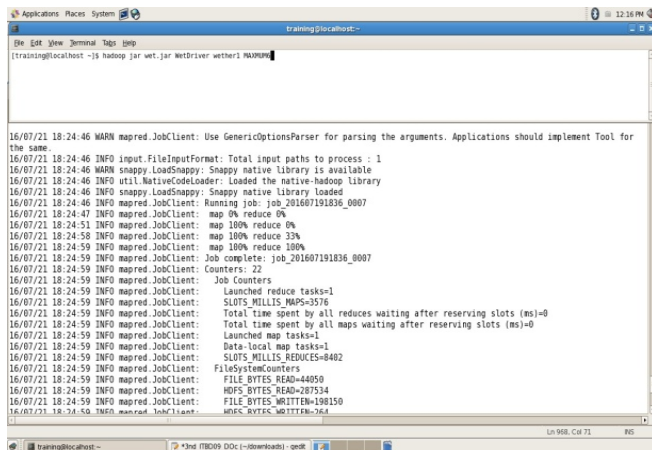 Applications Places System
12:16 PM
training@localhost:~
File Edit View Terminal Tabs Help
[training@localhost ~]$ hadoop jar wet.jar WetDriver wether1 MAXMUM6
16/07/21 18:24:46 WARN mapred.JobClient: Use GenericOptionsParser for parsing the arguments. Applications should implement Tool for
the same.
16/07/21 18:24:46 INFO input.FileInputFormat: Total input paths to process : 1
16/07/21 18:24:46 WARN snappy.LoadSnappy: Snappy native library is available
16/07/21 18:24:46 INFO util.NativeCodeLoader: Loaded the native-hadoop library
16/07/21 18:24:46 INFO snappy.LoadSnappy: Snappy native library loaded
16/07/21 18:24:46 INFO mapred.JobClient: Running job: job_201607191836_0007
16/07/21 18:24:47 INFO mapred.JobClient: map 0% reduce 0%
16/07/21 18:24:51 INFO mapred.JobClient: map 100% reduce 0%
16/07/21 18:24:58 INFO mapred.JobClient: map 100% reduce 33%
16/07/21 18:24:59 INFO mapred.JobClient: map 100% reduce 100%
16/07/21 18:24:59 INFO mapred.JobClient: Job complete: job_201607191836_0007
16/07/21 18:24:59 INFO mapred.JobClient: Counters: 22
16/07/21 18:24:59 INFO mapred.JobClient: Job Counters
16/07/21 18:24:59 INFO mapred.JobClient: Launched reduce tasks=1
16/07/21 18:24:59 INFO mapred.JobClient: SLOTS_MILLIS_MAPS=3576
16/07/21 18:24:59 INFO mapred.JobClient: Total time spent by all reduces waiting after reserving slots (ms)=0
16/07/21 18:24:59 INFO mapred.JobClient: Total time spent by all maps waiting after reserving slots (ms)=0
16/07/21 18:24:59 INFO mapred.JobClient: Launched map tasks=1
16/07/21 18:24:59 INFO mapred.JobClient: Data-local map tasks=1
16/07/21 18:24:59 INFO mapred.JobClient: SLOTS_MILLIS_REDUCES=8402
16/07/21 18:24:59 INFO mapred.JobClient: FileSystemCounters
16/07/21 18:24:59 INFO mapred.JobClient: FILE_BYTES_READ=44050
16/07/21 18:24:59 INFO mapred.JobClient: HDFS_BYTES_READ=287534
16/07/21 18:24:59 INFO mapred.JobClient: FILE_BYTES_WRITTEN=198150
16/07/21 18:24:59 INFO mapred.JobClient: HDFS_BYTES_WRITTEN=264
Ln 968, Col 71 INS
training@localhost:~ *3nd ITBD09 DOc (~/downloads) - gedit